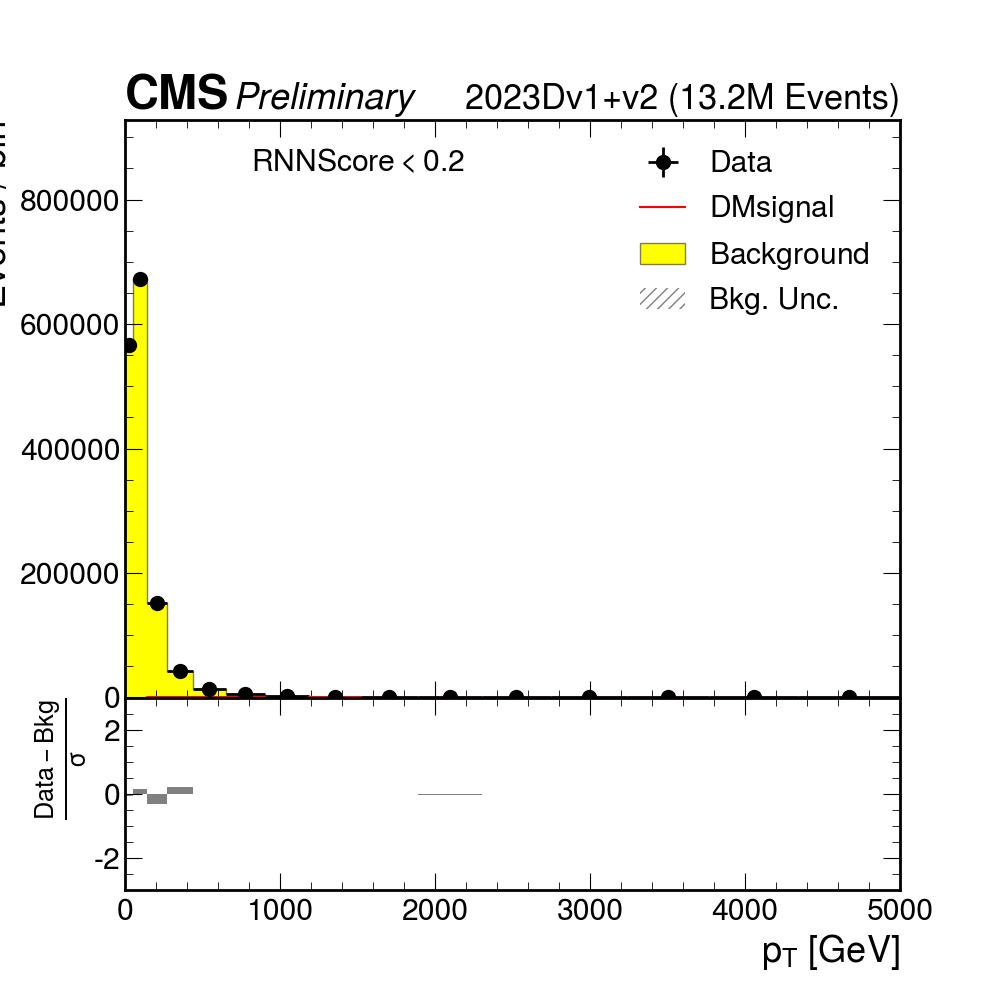 CMS Preliminary 2023Dv1+v2 (13.2M Events)
RNNScore < 0.2
Data
DMsignal
Background
Bkg. Unc.
800000
600000
400000
200000
0
2
0
-2
Data − Bkg
σ
0 1000 2000 3000 4000 5000
pT [GeV]